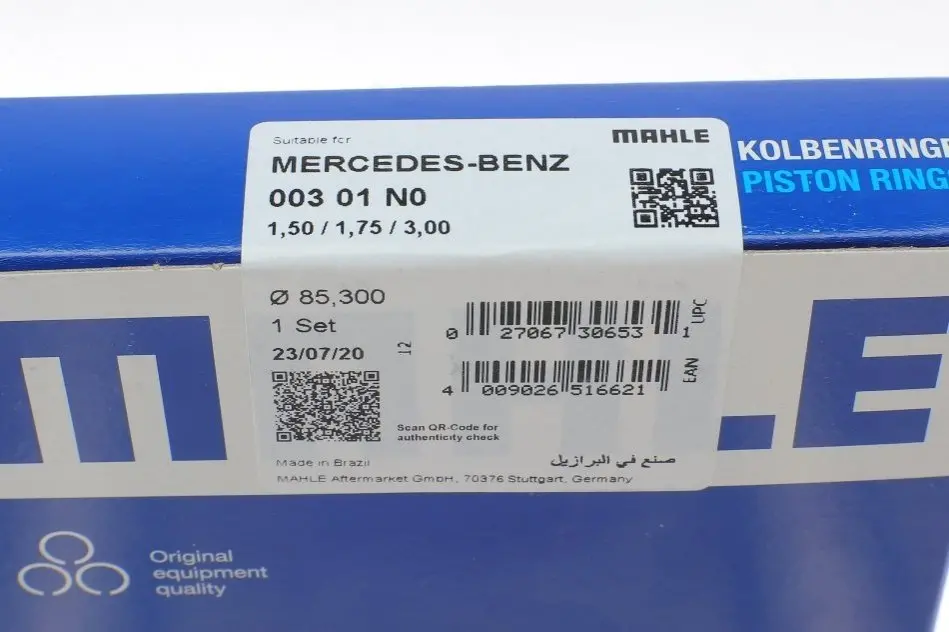 Suitable for
MAHLE
MERCEDES-BENZ
003 01 N0
1,50 / 1,75 / 3,00
KOLBENRINGE
PISTON RINGS
Ø 85,300
1 Set
23/07/20
12
0 27067 30653 1
UPC
4 009026 516621
EAN
Scan QR-Code for
authenticity check
Made in Brazil
صنع في البرازيل
MAHLE Aftermarket GmbH, 70376 Stuttgart, Germany
Original
equipment
quality